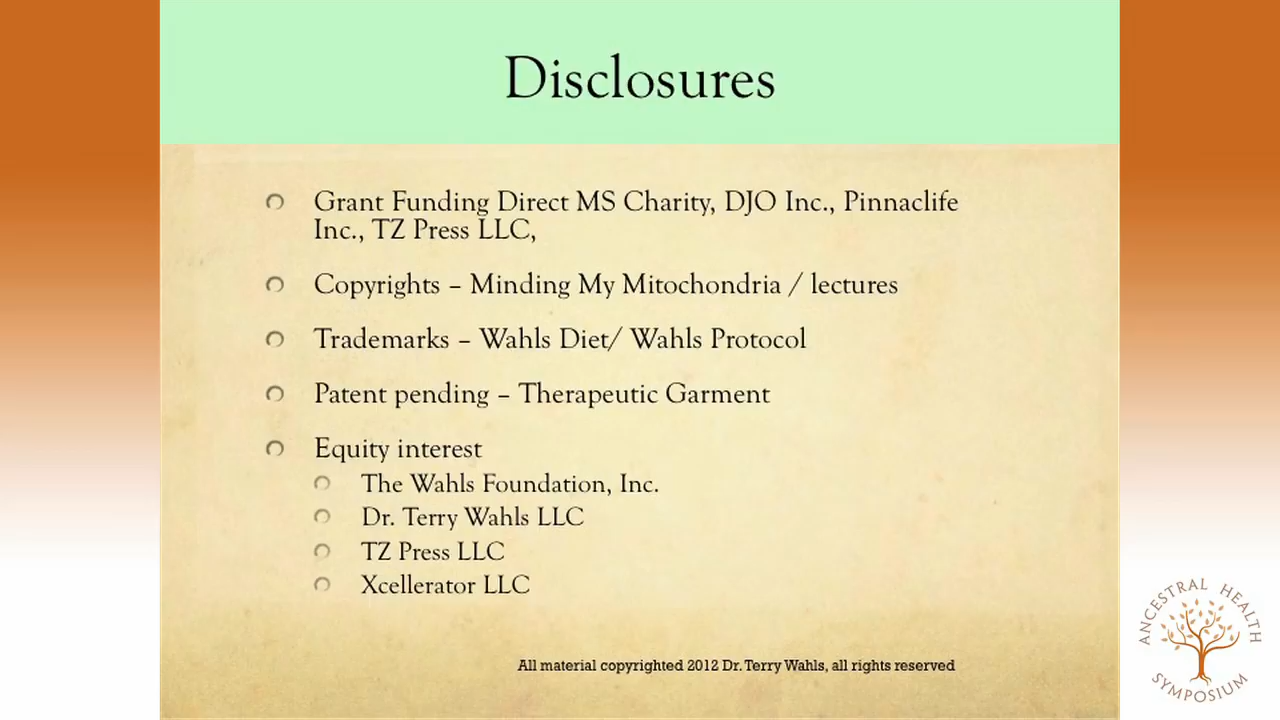 Disclosures
Grant Funding Direct MS Charity, DJO Inc., Pinnaclife
Inc., TZ Press LLC,
Copyrights – Minding My Mitochondria / lectures
Trademarks – Wahls Diet/ Wahls Protocol
Patent pending – Therapeutic Garment
Equity interest
The Wahls Foundation, Inc.
Dr. Terry Wahls LLC
TZ Press LLC
Xcellerator LLC
All material copyrighted 2012 Dr. Terry Wahls, all rights reserved
ANCESTRAL HEALTH
SYMPOSIUM